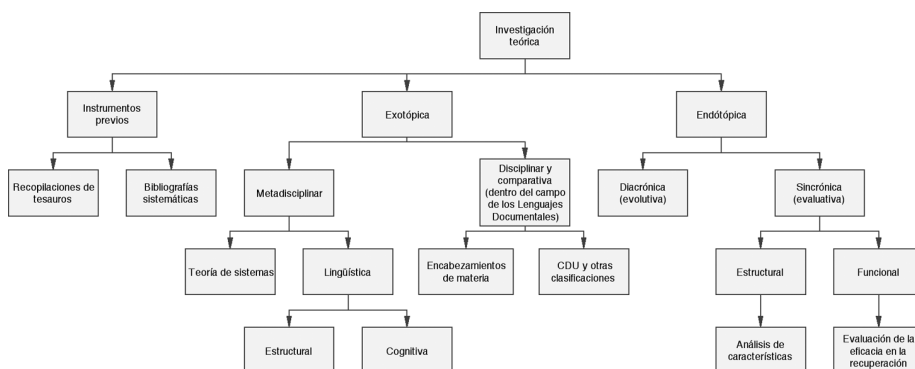 Investigación
teórica
Instrumentos
previos
Exotópica
Endótópica
Recopilaciones de
tesauros
Bibliografías
sistemáticas
Metadisciplinar
Disciplinar y
comparativa
(dentro del campo
de los Lenguajes
Documentales)
Diacrónica
(evolutiva)
Sincrónica
(evaluativa)
Teoría de sistemas
Lingüística
Encabezamientos
de materia
CDU y otras
clasificaciones
Estructural
Funcional
Estructural
Cognitiva
Análisis de
características
Evaluación de la
eficacia en la
recuperación